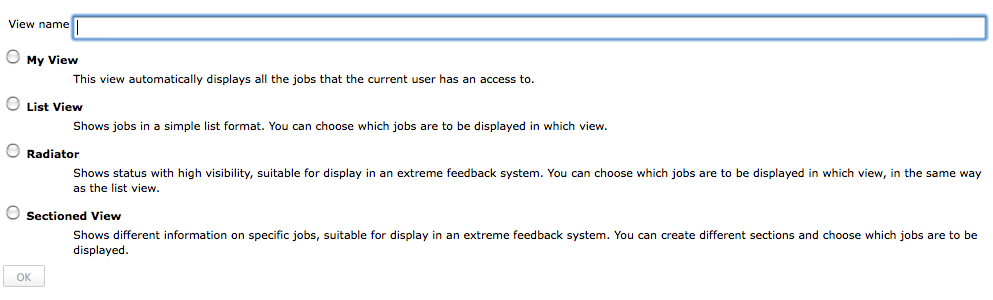 View name
My View
This view automatically displays all the jobs that the current user has an access to.
List View
Shows jobs in a simple list format. You can choose which jobs are to be displayed in which view.
Radiator
Shows status with high visibility, suitable for display in an extreme feedback system. You can choose which jobs are to be displayed in which view, in the same way
as the list view.
Sectioned View
Shows different information on specific jobs, suitable for display in an extreme feedback system. You can create different sections and choose which jobs are to be
displayed.
OK